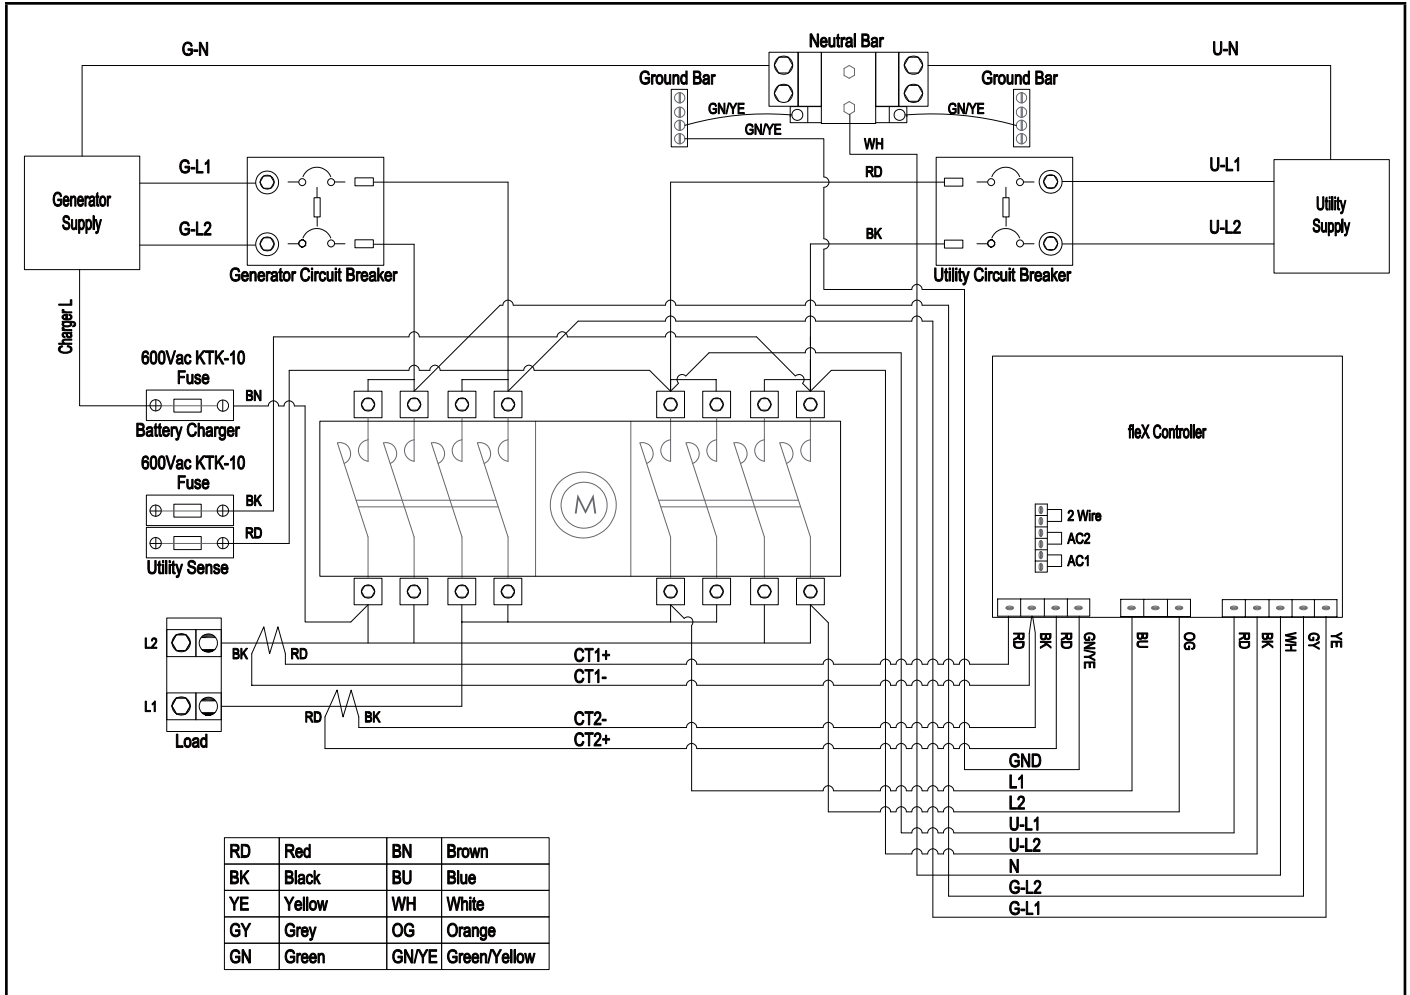 G-N
Neutral Bar
U-N
Ground Bar
Ground Bar
GN/YE
GN/YE
GN/YE
WH
RD
G-L1
U-L1
Generator
Supply
Utility
Supply
G-L2
BK
U-L2
Generator Circuit Breaker
Utility Circuit Breaker
Charger L
600Vac KTK-10
Fuse
BN
Battery Charger
fleX Controller
600Vac KTK-10
Fuse
BK
RD
Utility Sense
M
2 Wire
AC2
AC1
RD
BK
RD
GN/YE
BU
OG
RD
BK
WH
GY
YE
L2
BK
RD
CT1+
CT1-
L1
RD
BK
CT2-
CT2+
Load
GND
L1
L2
U-L1
U-L2
N
G-L2
G-L1
RD Red BN Brown
BK Black BU Blue
YE Yellow WH White
GY Grey OG Orange
GN Green GN/YE Green/Yellow